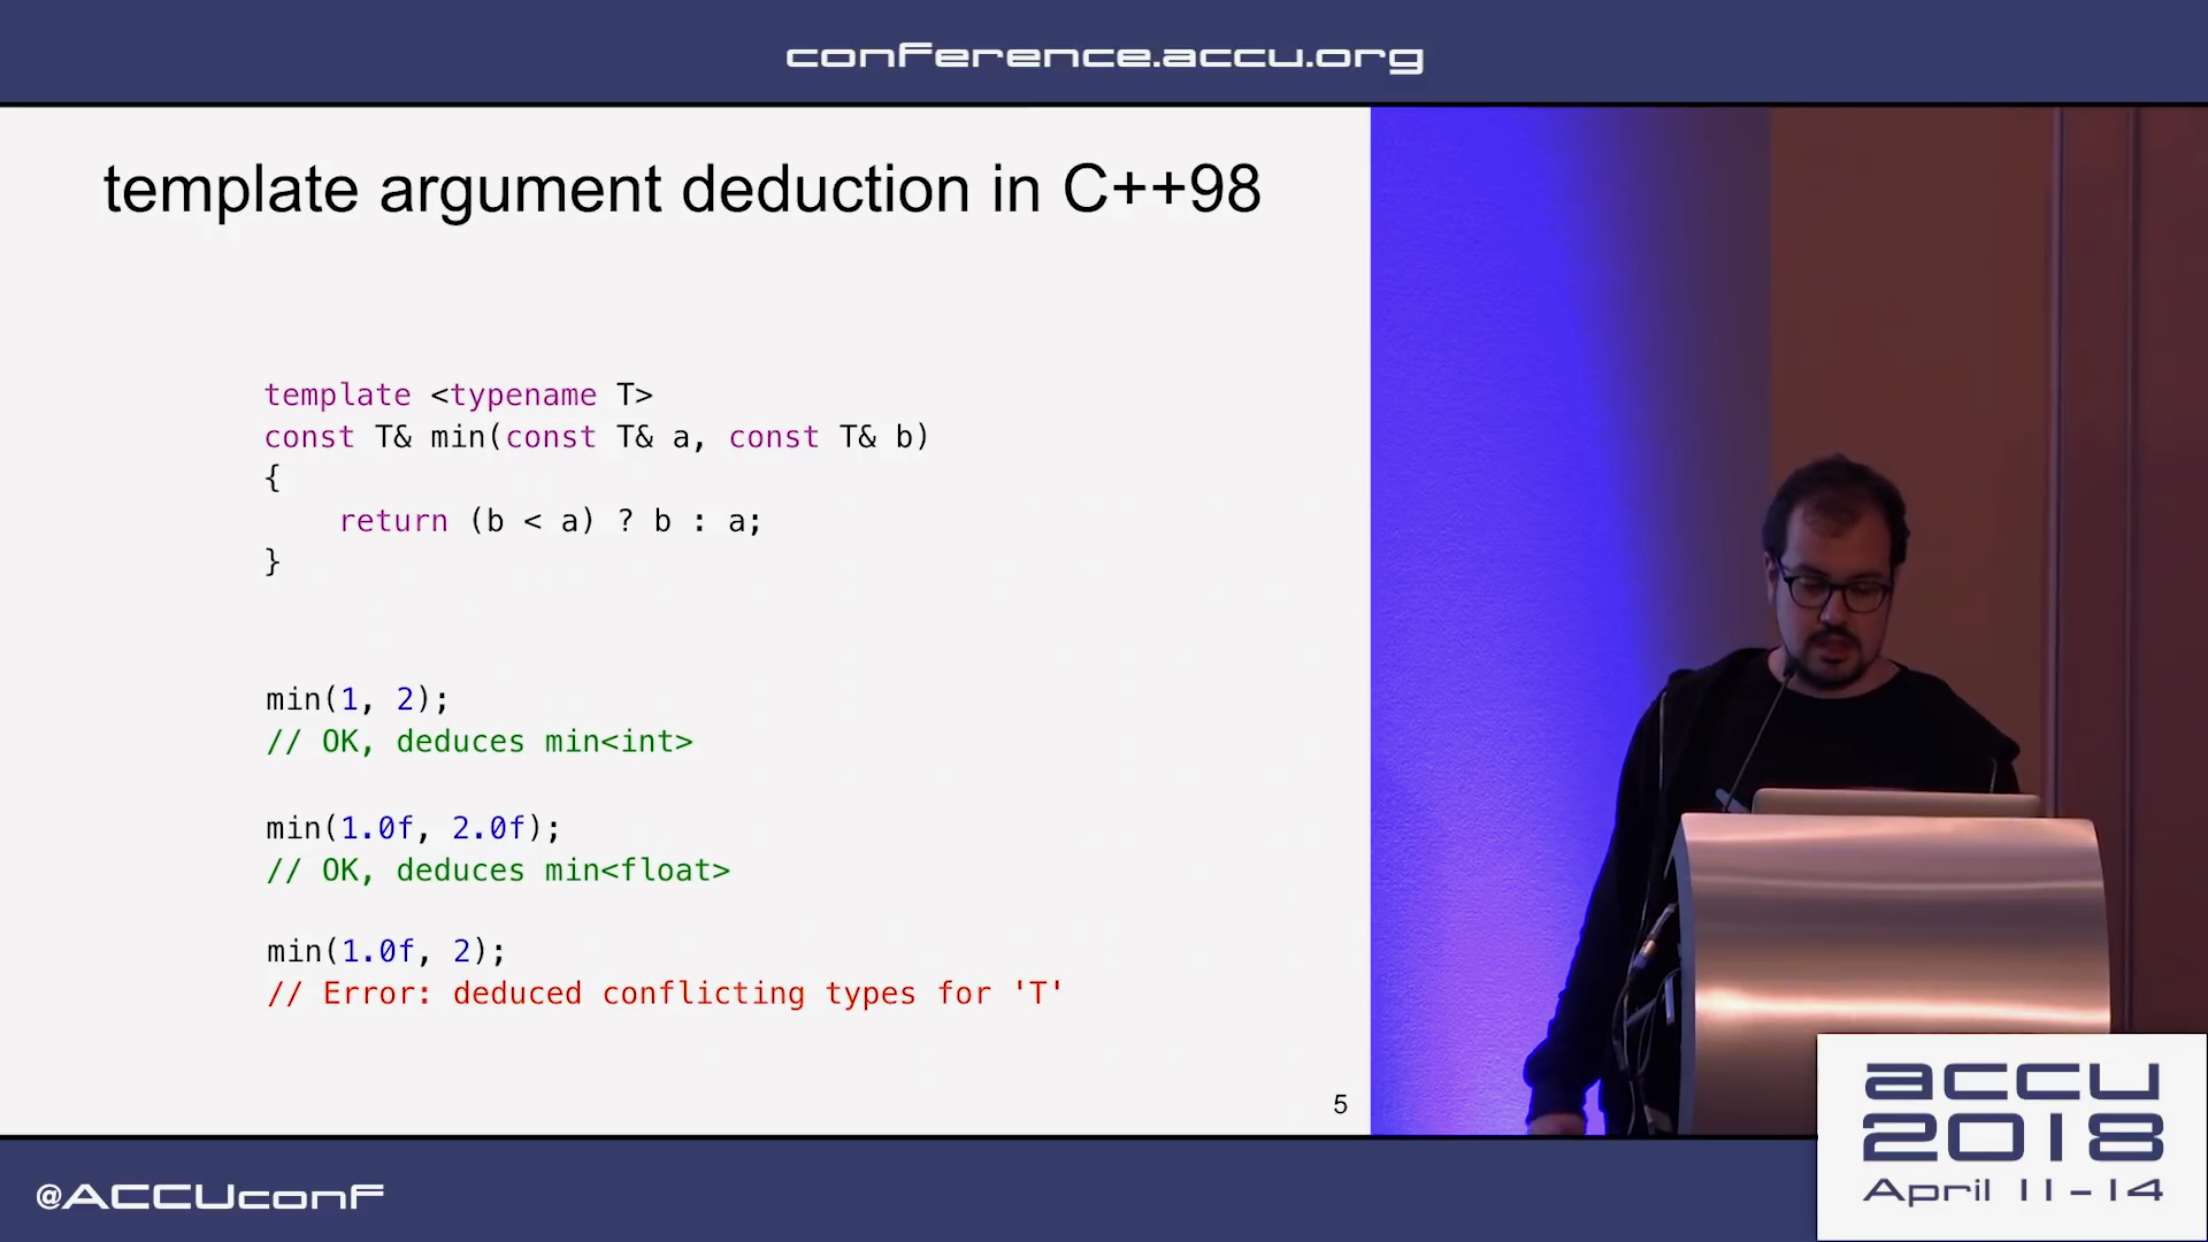 conference.accu.org
template argument deduction in C++98
template <typename T>
const T& min(const T& a, const T& b)
{
    return (b < a) ? b : a;
}
min(1, 2);
// OK, deduces min<int>
min(1.0f, 2.0f);
// OK, deduces min<float>
min(1.0f, 2);
// Error: deduced conflicting types for 'T'
5
@ACCUconf
accu
2018
April 11-14